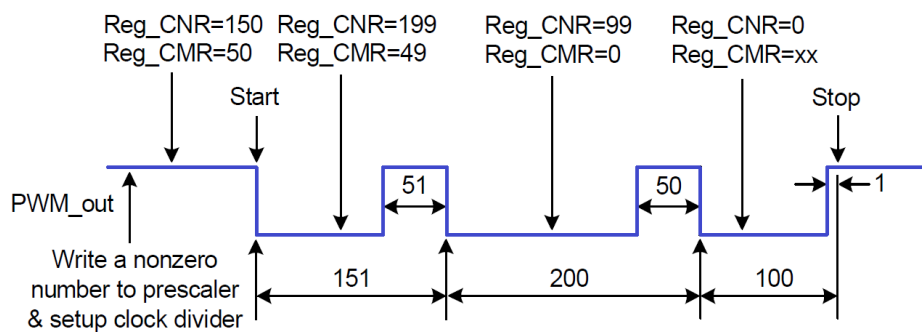 Reg_CNR=150
Reg_CMR=50
Reg_CNR=199
Reg_CMR=49
Reg_CNR=99
Reg_CMR=0
Reg_CNR=0
Reg_CMR=xx
Start
Stop
PWM_out
51
50
1
Write a nonzero
number to prescaler
& setup clock divider
151
200
100